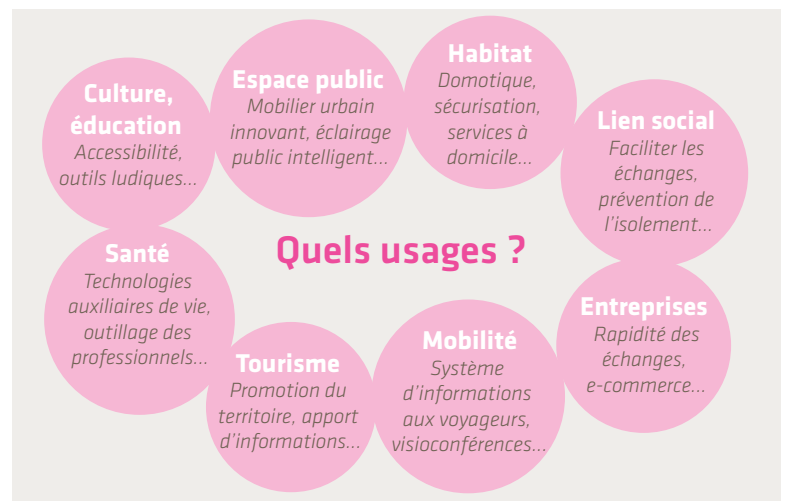 Culture,
éducation
Accessibilité,
outils ludiques...
Espace public
Mobilier urbain
innovant, éclairage
public intelligent...
Habitat
Domotique,
sécurisation,
services à
domicile...
Lien social
Faciliter les
échanges,
prévention de
l'isolement...
Quels usages ?
Santé
Technologies
auxiliaires de vie,
outillage des
professionnels...
Tourisme
Promotion du
territoire, apport
d'informations...
Mobilité
Système
d'informations
aux voyageurs,
visioconférences...
Entreprises
Rapidité des
échanges,
e-commerce...